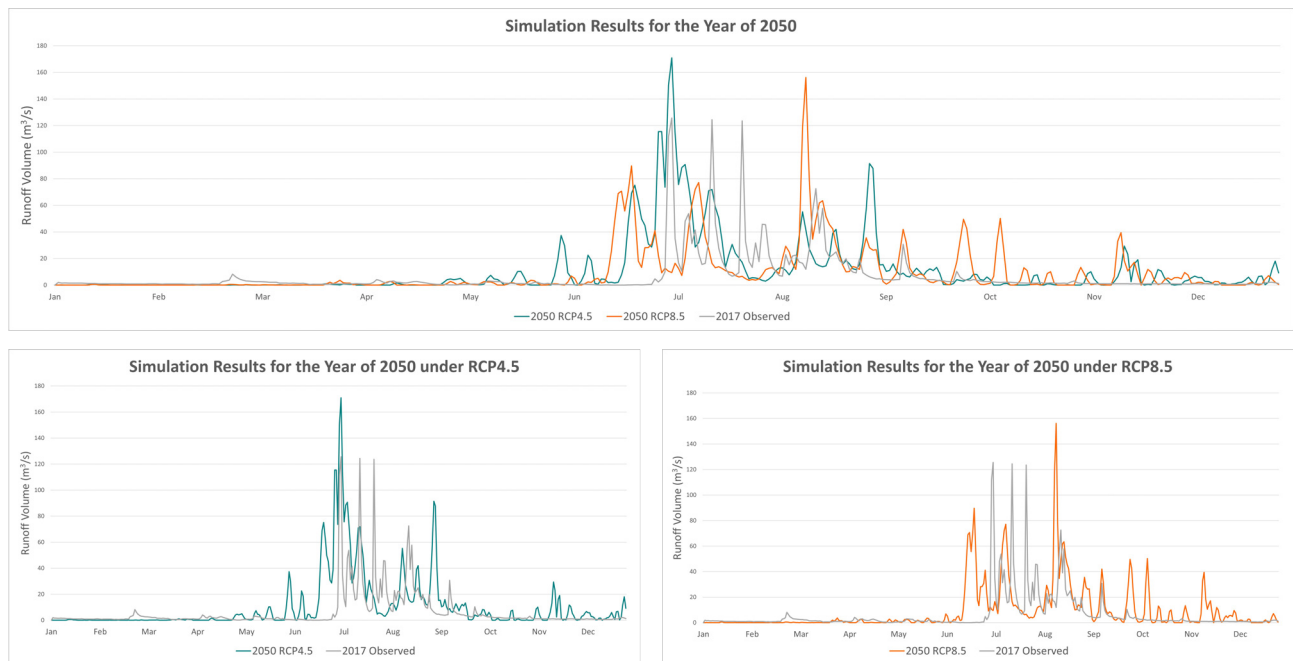 Simulation Results for the Year of 2050
180
160
140
120
100
80
60
40
20
0
Runoff Volume (m³/s)
Jan Feb Mar Apr May Jun Jul Aug Sep Oct Nov Dec
2050 RCP4.5 2050 RCP8.5 2017 Observed
Simulation Results for the Year of 2050 under RCP4.5
180
160
140
120
100
80
60
40
20
0
Runoff Volume (m³/s)
Jan Feb Mar Apr May Jun Jul Aug Sep Oct Nov Dec
2050 RCP4.5 2017 Observed
Simulation Results for the Year of 2050 under RCP8.5
180
160
140
120
100
80
60
40
20
0
Runoff Volume (m³/s)
Jan Feb Mar Apr May Jun Jul Aug Sep Oct Nov Dec
2050 RCP8.5 2017 Observed